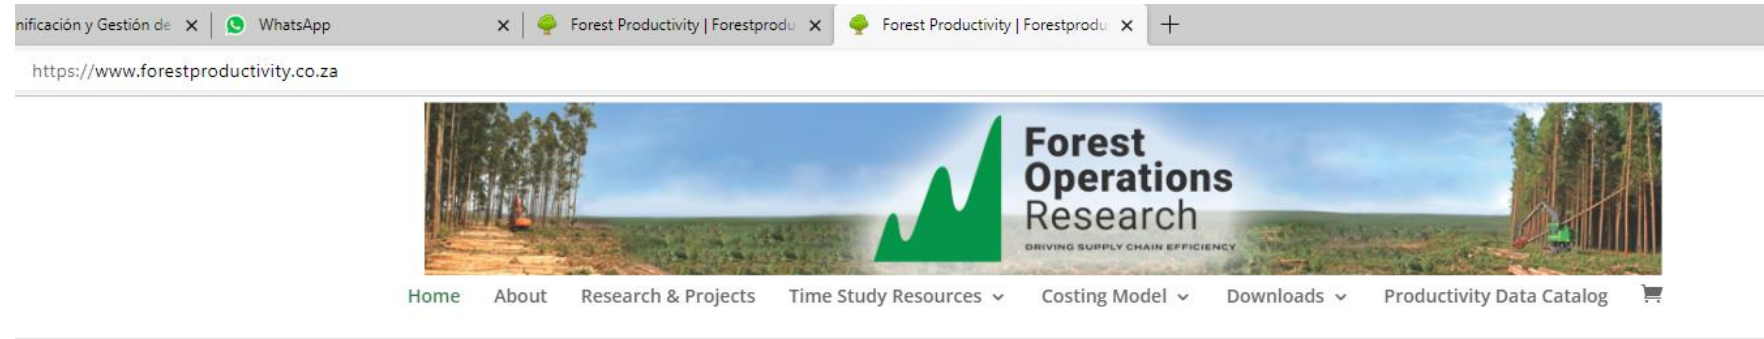 nificación y Gestión de
WhatsApp
Forest Productivity | Forestprodu
Forest Productivity | Forestprodu
https://www.forestproductivity.co.za
Forest
Operations
Research
DRIVING SUPPLY CHAIN EFFICIENCY
Home About Research & Projects Time Study Resources Costing Model Downloads Productivity Data Catalog